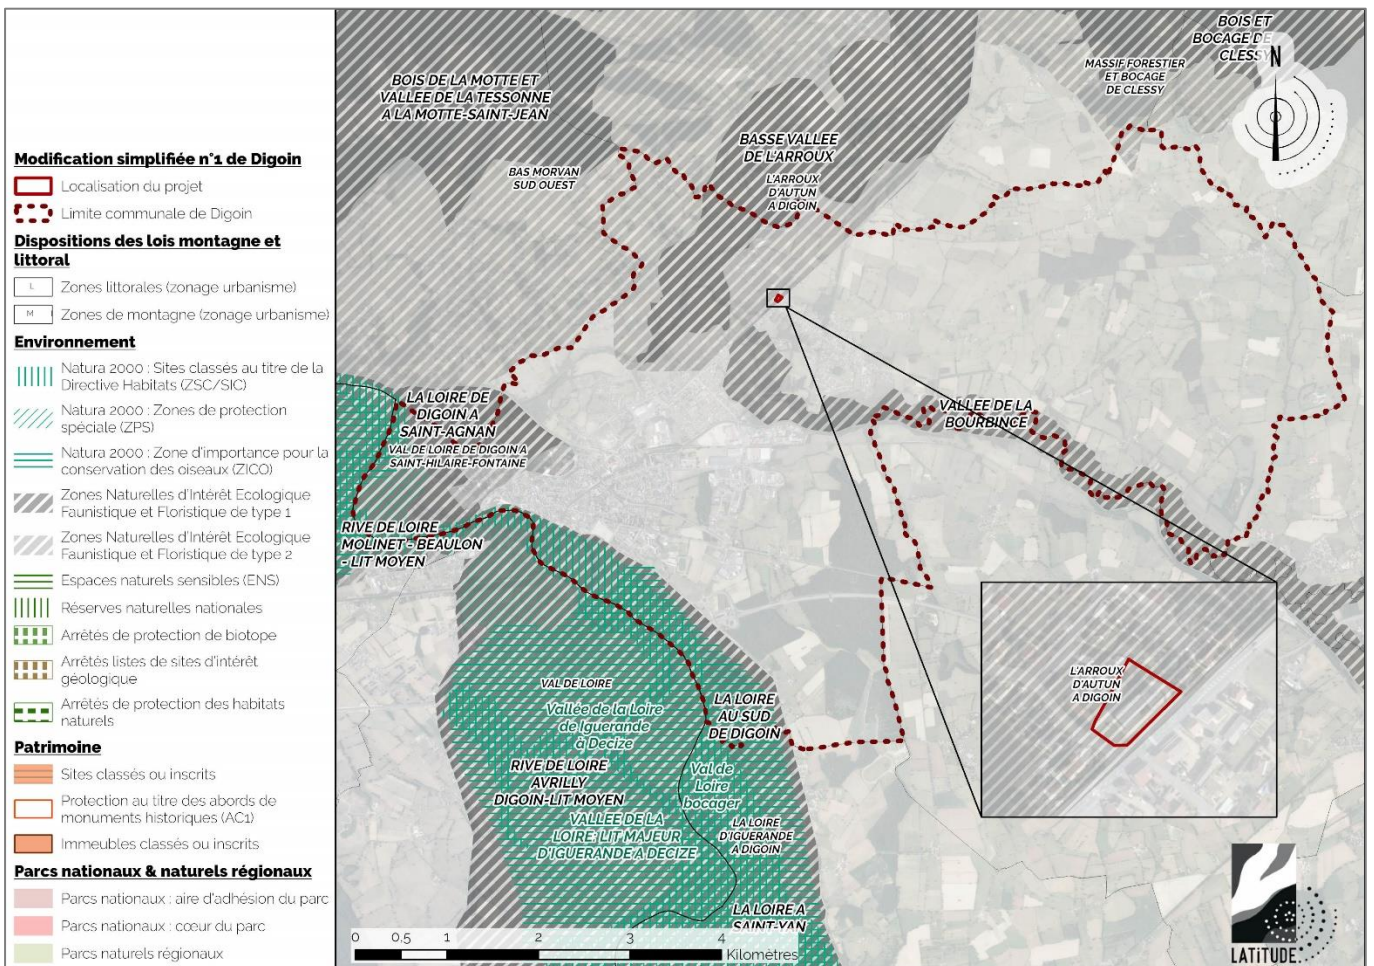 Modification simplifiée n°1 de Digoin
Localisation du projet
Limite communale de Digoin
Dispositions des lois montagne et
littoral
L
Zones littorales (zonage urbanisme)
M
Zones de montagne (zonage urbanisme)
Environnement
Natura 2000 : Sites classés au titre de la
Directive Habitats (ZSC/SIC)
Natura 2000 : Zones de protection
spéciale (ZPS)
Natura 2000 : Zone d'importance pour la
conservation des oiseaux (ZICO)
Zones Naturelles d'Intérêt Ecologique
Faunistique et Floristique de type 1
Zones Naturelles d'Intérêt Ecologique
Faunistique et Floristique de type 2
Espaces naturels sensibles (ENS)
Réserves naturelles nationales
Arrêtés de protection de biotope
Arrêtés listes de sites d'intérêt
géologique
Arrêtés de protection des habitats
naturels
Patrimoine
Sites classés ou inscrits
Protection au titre des abords de
monuments historiques (AC1)
Immeubles classés ou inscrits
Parcs nationaux & naturels régionaux
Parcs nationaux : aire d'adhésion du parc
Parcs nationaux : cœur du parc
Parcs naturels régionaux
BOIS DE LA MOTTE ET
VALLEE DE LA TESSONNE
A LA MOTTE-SAINT-JEAN
BAS MORVAN
SUD OUEST
BASSE VALLEE
DE L'ARROUX
L'ARROUX
D'AUTUN
A DIGOIN
MASSIF FORESTIER
ET BOCAGE
DE CLESSY
BOIS ET
BOCAGE DE
CLESSY
N
LA LOIRE DE
DIGOIN A
SAINT-AGNAN
VAL DE LOIRE DE DIGOIN A
SAINT-HILAIRE-FONTAINE
VALLEE DE LA
BOURBINCE
RIVE DE LOIRE
MOLINET - BEAULON
- LIT MOYEN
VAL DE LOIRE
Vallée de la Loire
de Iguerande
à Decize
LA LOIRE
AU SUD
DE DIGOIN
RIVE DE LOIRE
AVRILLY
DIGOIN-LIT MOYEN
Val de
Loire
bocager
VALLEE DE LA
LOIRE: LIT MAJEUR
D'IGUERANDE A DECIZE
LA LOIRE
D'IGUERANDE
A DIGOIN
LA LOIRE A
SAINT-YAN
L'ARROUX
D'AUTUN
A DIGOIN
0 0,5 1 2 3 4
Kilomètres
LATITUDE